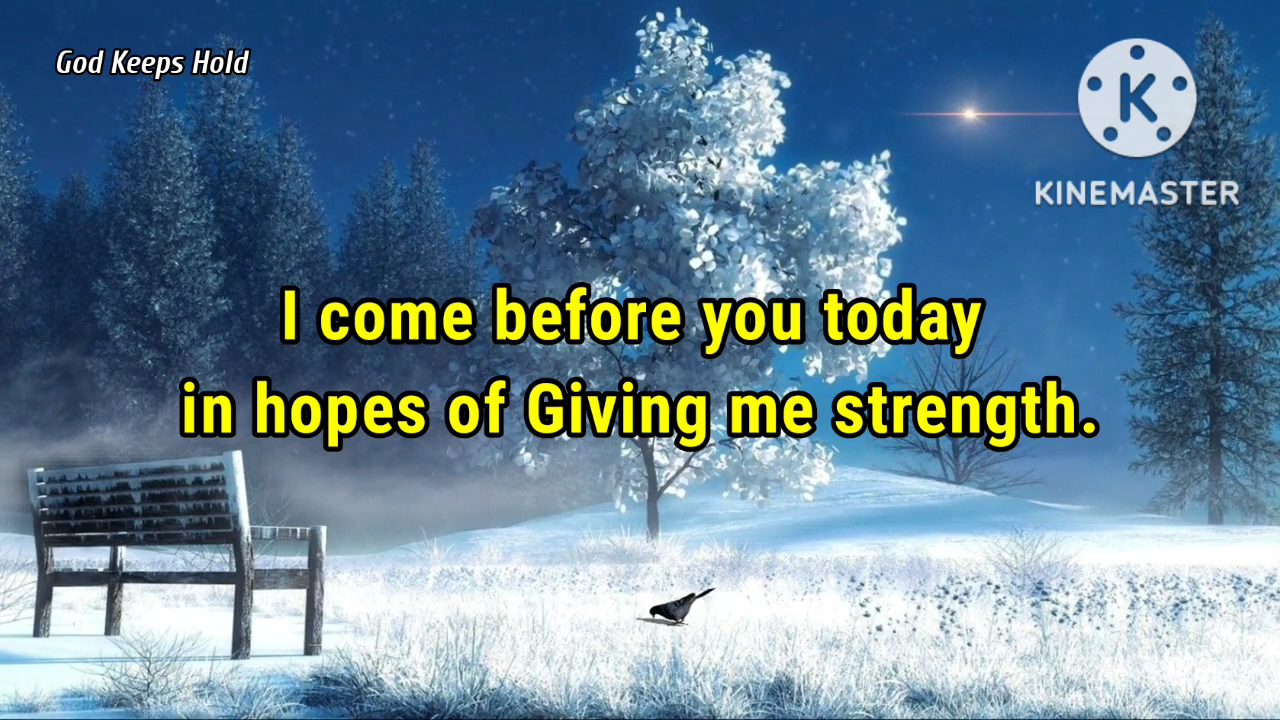 God Keeps Hold
K
KINEMASTER
I come before you today
in hopes of Giving me strength.